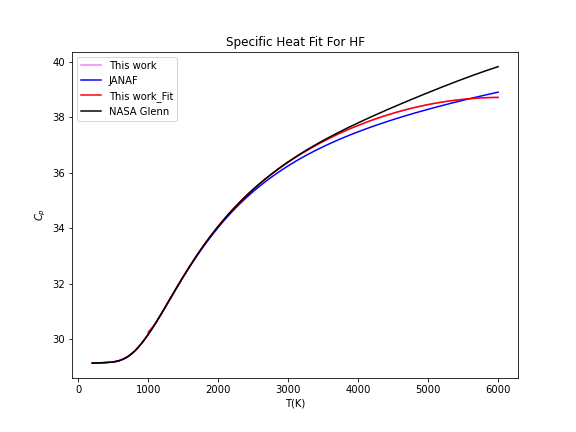 Specific Heat Fit For HF
This work
JANAF
This work_Fit
NASA Glenn
40
38
36
34
32
30
C_p
0 1000 2000 3000 4000 5000 6000
T(K)